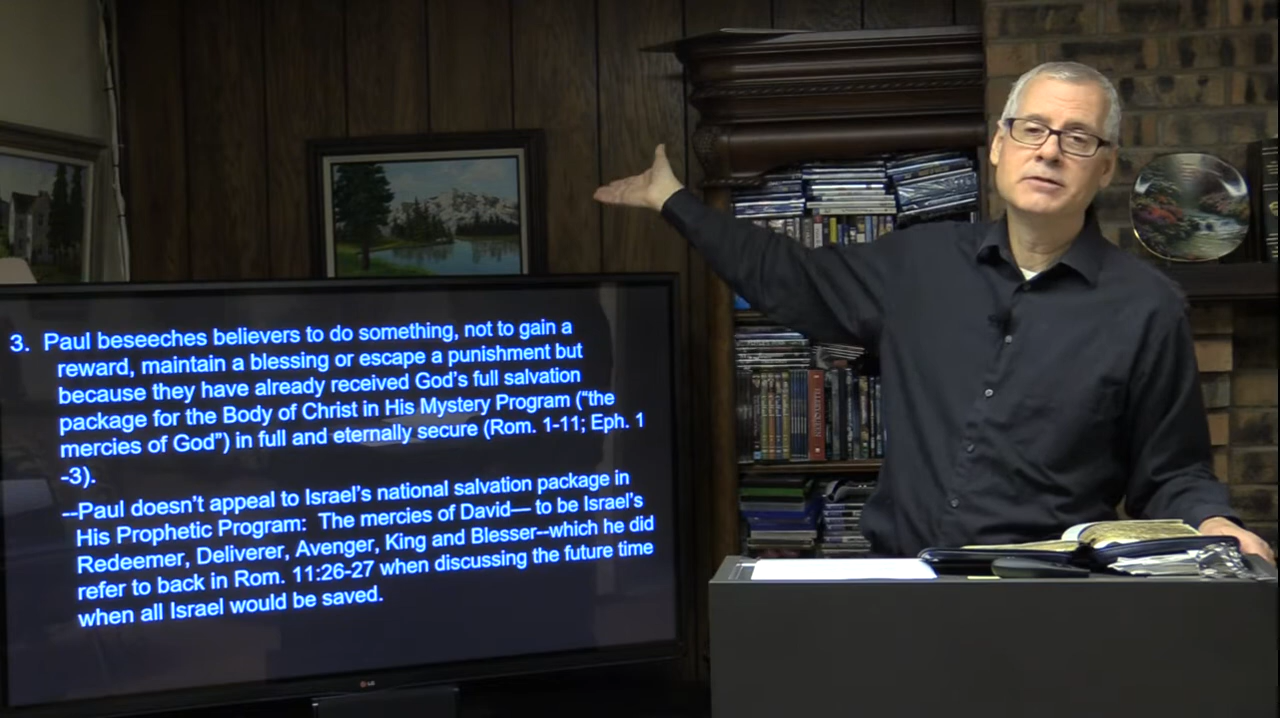 3. Paul beseeches believers to do something, not to gain a
reward, maintain a blessing or escape a punishment but
because they have already received God's full salvation
package for the Body of Christ in His Mystery Program ("the
mercies of God") in full and eternally secure (Rom. 1-11; Eph. 1
-3).
--Paul doesn't appeal to Israel's national salvation package in
His Prophetic Program: The mercies of David— to be Israel's
Redeemer, Deliverer, Avenger, King and Blesser--which he did
refer to back in Rom. 11:26-27 when discussing the future time
when all Israel would be saved.
LG